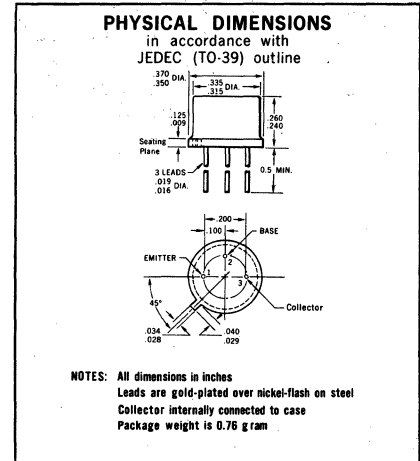 PHYSICAL DIMENSIONS
in accordance with
JEDEC (TO-39) outline
.370
.350 DIA.
.335
.315 DIA.
.125
.009
.260
.240
Seating
Plane
3 LEADS
.019
.016 DIA.
0.5 MIN.
.200
.100
BASE
EMITTER
1
2
3
Collector
45°
.034
.028
.040
.029
NOTES: All dimensions in inches
Leads are gold-plated over nickel-flash on steel
Collector internally connected to case
Package weight is 0.76 gram